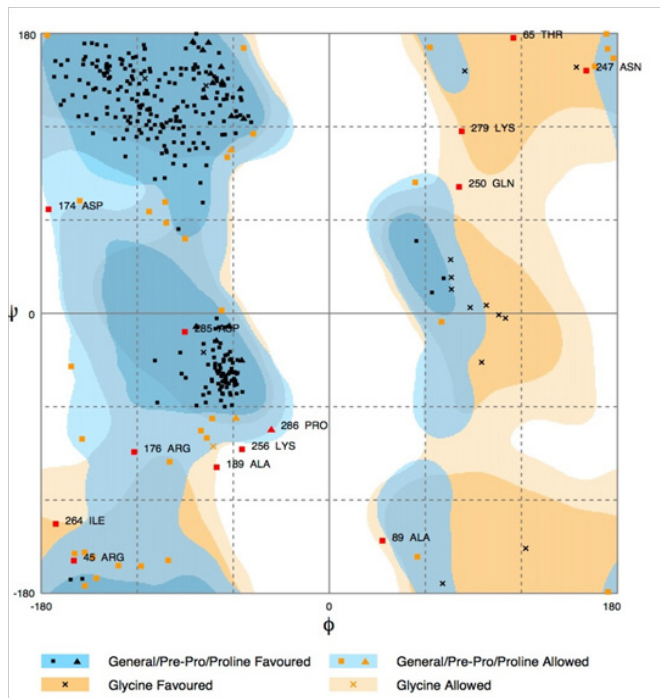 180
65 THR
247 ASN
279 LYS
250 GLN
174 ASP
ψ
0
285 ASP
286 PRO
176 ARG
256 LYS
189 ALA
264 ILE
89 ALA
45 ARG
-180
-180
0
180
ϕ
General/Pre-Pro/Proline Favoured
General/Pre-Pro/Proline Allowed
Glycine Favoured
Glycine Allowed